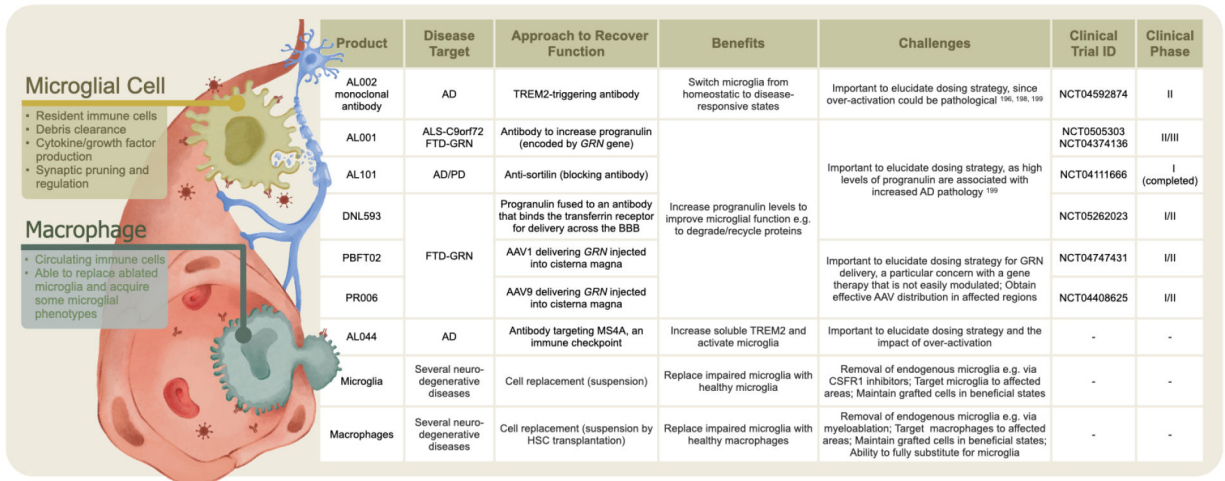 Microglial Cell
• Resident immune cells
• Debris clearance
• Cytokine/growth factor
production
• Synaptic pruning and
regulation
Macrophage
• Circulating immune cells
• Able to replace ablated
microglia and acquire
some microglial
phenotypes
Product
Disease
Target
Approach to Recover
Function
Benefits
Challenges
Clinical
Trial ID
Clinical
Phase
AL002
monoclonal
antibody
AD
TREM2-triggering antibody
Switch microglia from
homeostatic to disease-
responsive states
Important to elucidate dosing strategy, since
over-activation could be pathological 196, 198, 199
NCT04592874
II
AL001
ALS-C9orf72
FTD-GRN
Antibody to increase progranulin
(encoded by GRN gene)
Increase progranulin levels to
improve microglial function e.g.
to degrade/recycle proteins
Important to elucidate dosing strategy, as high
levels of progranulin are associated with
increased AD pathology 199
NCT0505303
NCT04374136
II/III
AL101
AD/PD
Anti-sortilin (blocking antibody)
NCT04111666
I
(completed)
DNL593
FTD-GRN
Progranulin fused to an antibody
that binds the transferrin receptor
for delivery across the BBB
NCT05262023
I/II
PBFT02
AAV1 delivering GRN injected
into cisterna magna
Important to elucidate dosing strategy for GRN
delivery, a particular concern with a gene
therapy that is not easily modulated; Obtain
effective AAV distribution in affected regions
NCT04747431
I/II
PR006
AAV9 delivering GRN injected
into cisterna magna
NCT04408625
I/II
AL044
AD
Antibody targeting MS4A, an
immune checkpoint
Increase soluble TREM2 and
activate microglia
Important to elucidate dosing strategy and the
impact of over-activation
-
-
Microglia
Several neuro-
degenerative
diseases
Cell replacement (suspension)
Replace impaired microglia with
healthy microglia
Removal of endogenous microglia e.g. via
CSFR1 inhibitors; Target microglia to affected
areas; Maintain grafted cells in beneficial states
-
-
Macrophages
Several neuro-
degenerative
diseases
Cell replacement (suspension by
HSC transplantation)
Replace impaired microglia with
healthy macrophages
Removal of endogenous microglia e.g. via
myeloablation; Target macrophages to affected
areas; Maintain grafted cells in beneficial states;
Ability to fully substitute for microglia
-
-